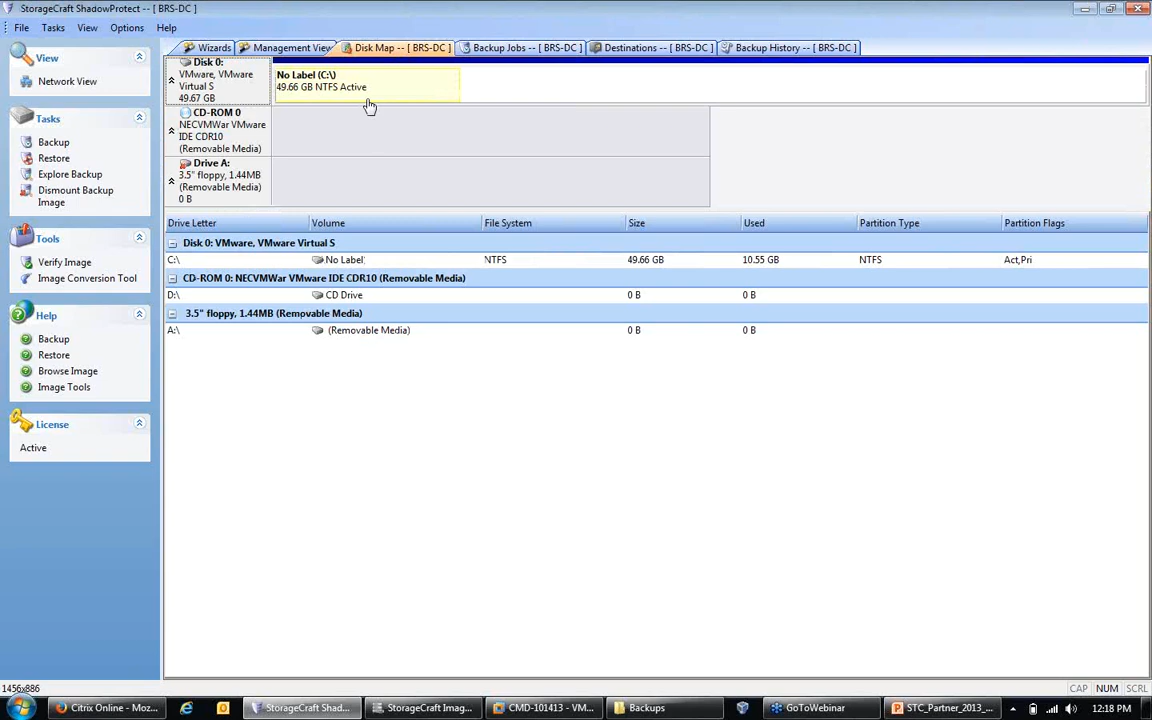 StorageCraft ShadowProtect -- [ BRS-DC ]
File Tasks View Options Help
View
Network View
Tasks
Backup
Restore
Explore Backup
Dismount Backup
Image
Tools
Verify Image
Image Conversion Tool
Help
Backup
Restore
Browse Image
Image Tools
License
Active
Wizards Management View Disk Map -- [ BRS-DC ] Backup Jobs -- [ BRS-DC ] Destinations -- [ BRS-DC ] Backup History -- [ BRS-DC ]
Disk 0:
VMware, VMware
Virtual S
49.67 GB
No Label (C:\)
49.66 GB NTFS Active
CD-ROM 0
NECVMWar VMware
IDE CDR10
(Removable Media)
Drive A:
3.5" floppy, 1.44MB
(Removable Media)
0 B
Drive Letter Volume File System Size Used Partition Type Partition Flags
Disk 0: VMware, VMware Virtual S
C:\ No Label: NTFS 49.66 GB 10.55 GB NTFS Act,Pri
CD-ROM 0: NECVMWar VMware IDE CDR10 (Removable Media)
D:\ CD Drive 0 B 0 B
3.5" floppy, 1.44MB (Removable Media)
A:\ (Removable Media) 0 B 0 B
1456x886 CAP NUM SCRL
Citrix Online - Moz... StorageCraft Shad... StorageCraft Imag... CMD-101413 - VM... Backups GoToWebinar STC_Partner_2013_... 12:18 PM